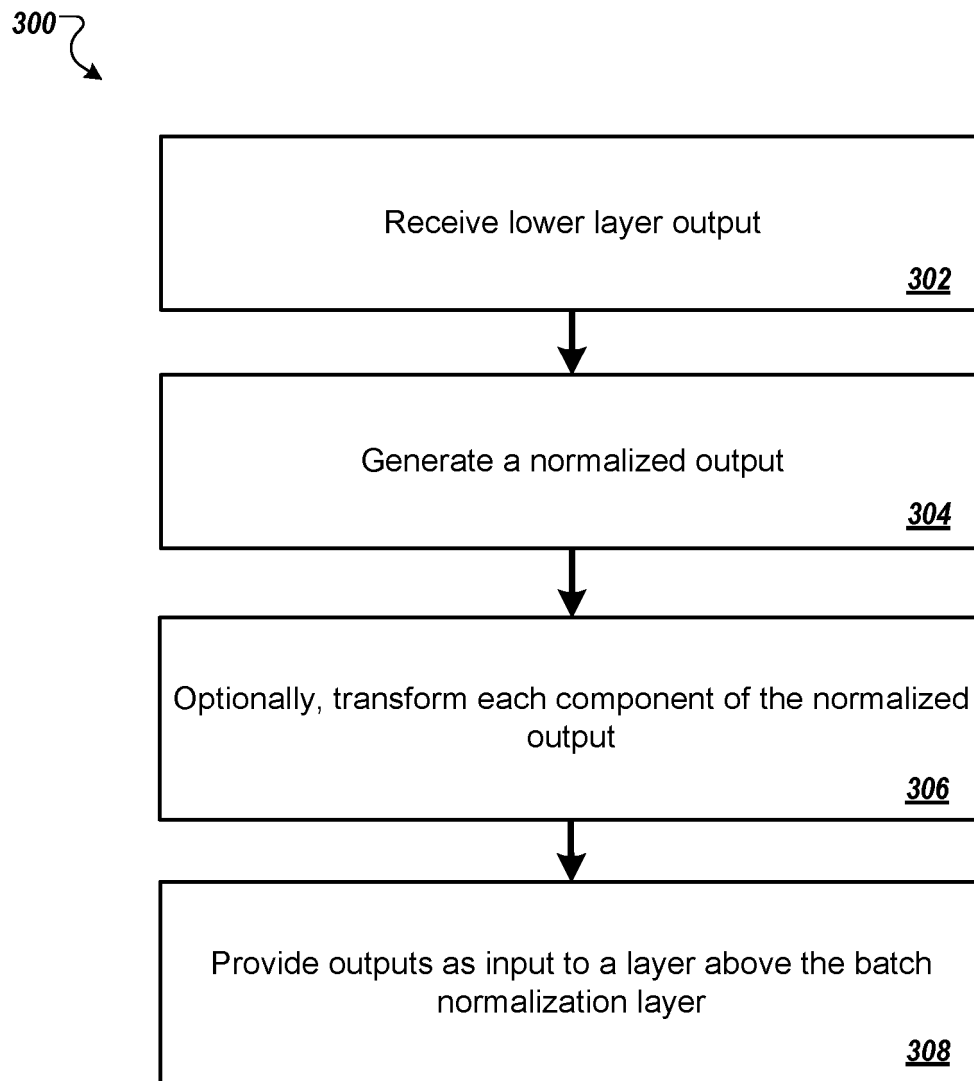 300
Receive lower layer output
302
Generate a normalized output
304
Optionally, transform each component of the normalized
output
306
Provide outputs as input to a layer above the batch
normalization layer
308